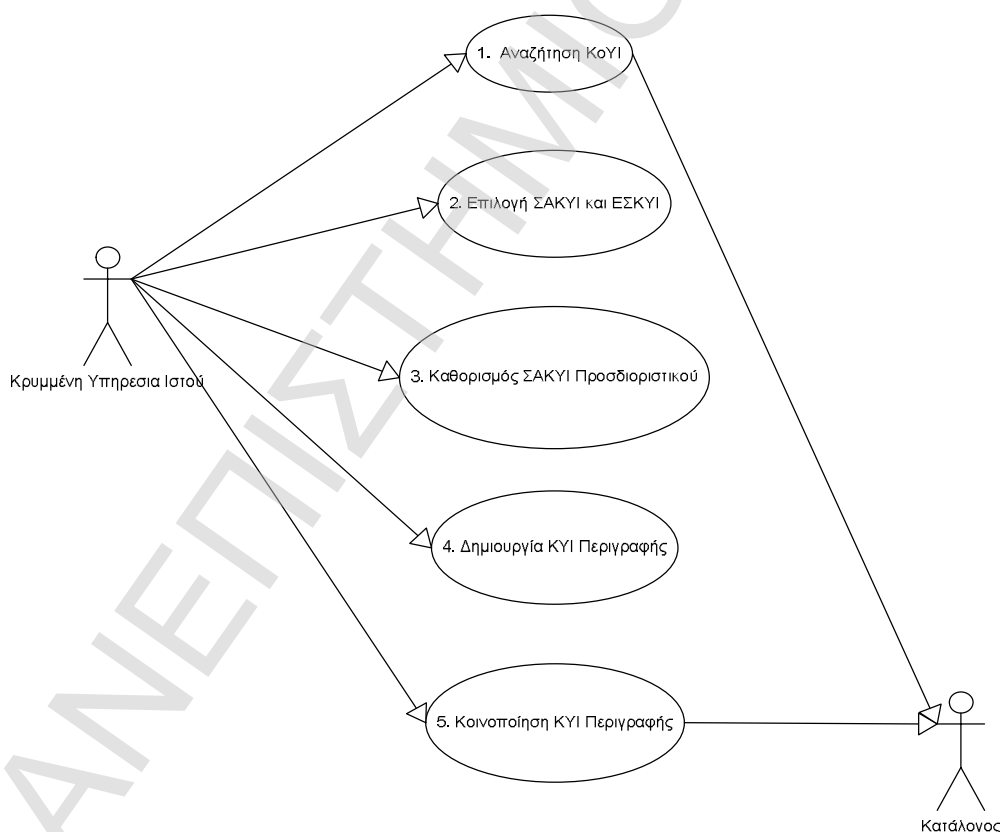 1. Αναζήτηση ΚοΥΙ
2. Επιλογή ΣΑΚΥΙ και ΕΣΚΥΙ
Κρυμμένη Υπηρεσια Ιστού
3. Καθορισμός ΣΑΚΥΙ Προσδιοριστικού
4. Δημιουργία ΚΥΙ Περιγραφής
5. Κοινοποίηση ΚΥΙ Περιγραφής
Κατάλογος